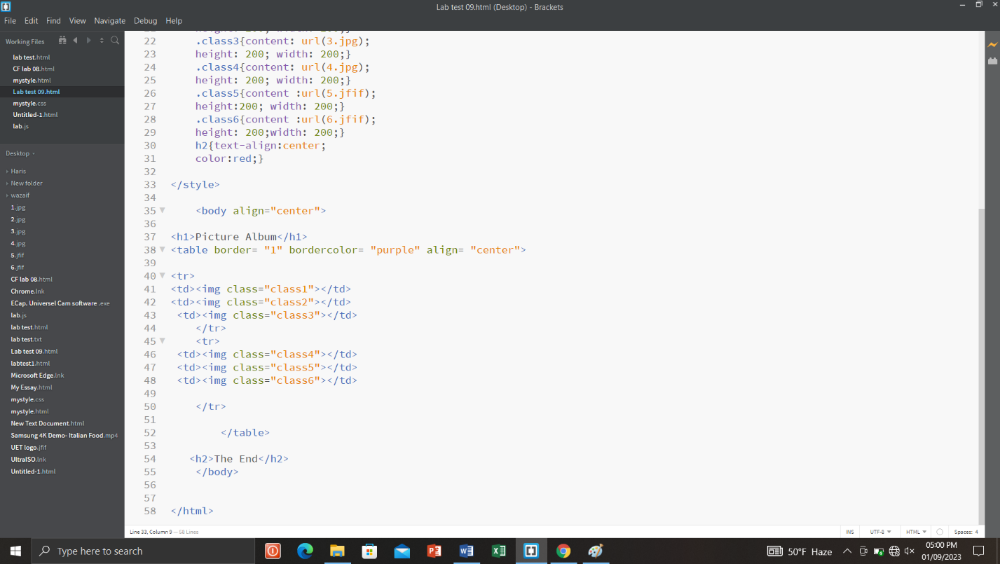 Lab test 09.html (Desktop) - Brackets
File Edit Find View Navigate Debug Help
Working Files
lab test.html
CF lab 08.html
mystyle.html
Lab test 09.html
mystyle.css
Untitled-1.html
lab.js
Desktop
Haris
New folder
wazaif
1.jpg
2.jpg
3.jpg
4.jpg
5.jfif
6.jfif
CF lab 08.html
Chrome.lnk
ECap. Universel Cam software .exe
lab.js
lab test.html
lab test.txt
Lab test 09.html
labtest1.html
Microsoft Edge.lnk
My Essay.html
mystyle.css
mystyle.html
New Text Document.html
Samsung 4K Demo- Italian Food.mp4
UET logo.jfif
UltraISO.lnk
Untitled-1.html
22 .class3{content: url(3.jpg);
23 height: 200; width: 200;}
24 .class4{content: url(4.jpg);
25 height: 200; width: 200;}
26 .class5{content :url(5.jfif);
27 height:200; width: 200;}
28 .class6{content :url(6.jfif);
29 height: 200;width: 200;}
30 h2{text-align:center;
31 color:red;}
32
33 </style>
34
35 <body align="center">
36
37 <h1>Picture Album</h1>
38 <table border= "1" bordercolor= "purple" align= "center">
39
40 <tr>
41 <td><img class="class1"></td>
42 <td><img class="class2"></td>
43 <td><img class="class3"></td>
44 </tr>
45 <tr>
46 <td><img class="class4"></td>
47 <td><img class="class5"></td>
48 <td><img class="class6"></td>
49
50 </tr>
51
52 </table>
53
54 <h2>The End</h2>
55 </body>
56
57
58 </html>
Line 33, Column 9 — 58 Lines
INS UTF-8 HTML Spaces: 4
Type here to search
50°F Haze
05:00 PM
01/09/2023